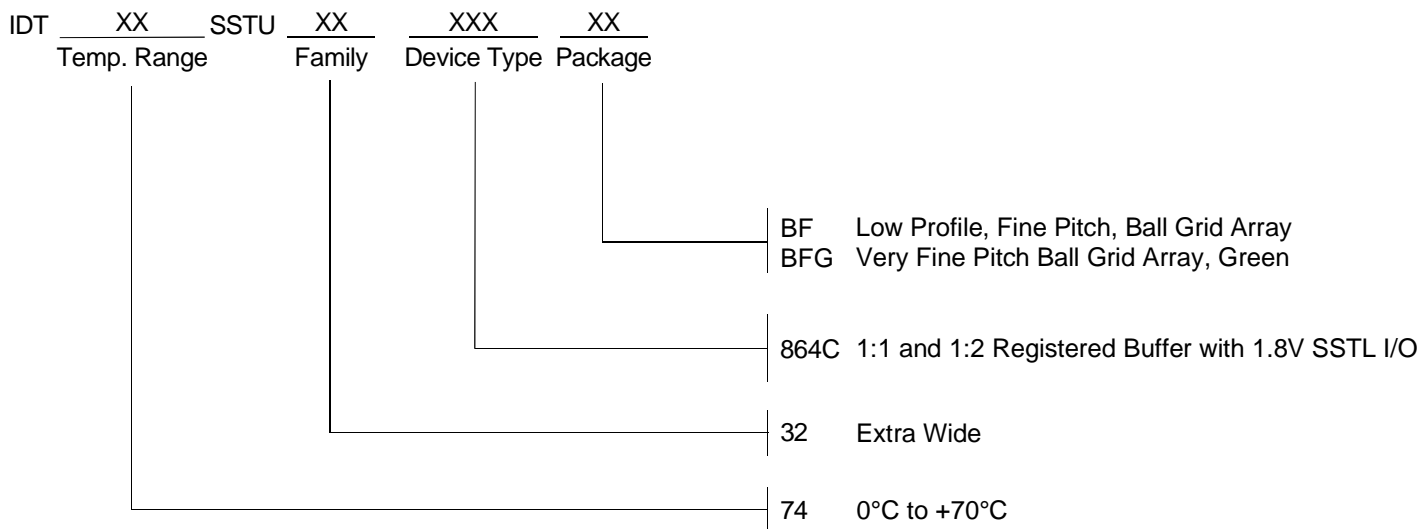 IDT XX SSTU XX XXX XX
Temp. Range Family Device Type Package
BF Low Profile, Fine Pitch, Ball Grid Array
BFG Very Fine Pitch Ball Grid Array, Green
864C 1:1 and 1:2 Registered Buffer with 1.8V SSTL I/O
32 Extra Wide
74 0°C to +70°C